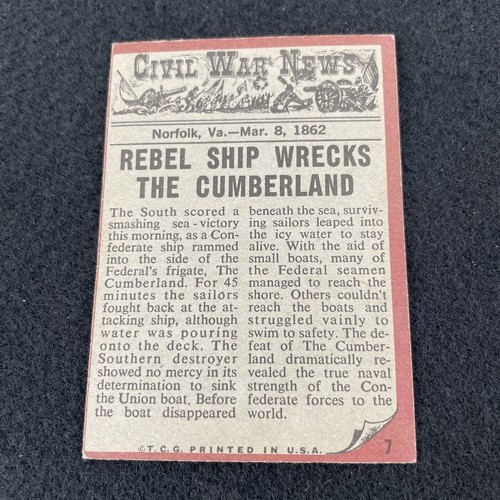 CIVIL WAR NEWS
Norfolk, Va.—Mar. 8, 1862
REBEL SHIP WRECKS
THE CUMBERLAND
The South scored a
smashing sea-victory
this morning, as a Con-
federate ship rammed
into the side of the
Federal's frigate, The
Cumberland. For 45
minutes the sailors
fought back at the at-
tacking ship, although
water was pouring
onto the deck. The
Southern destroyer
showed no mercy in its
determination to sink
the Union boat. Before
the boat disappeared
beneath the sea, surviv-
ing sailors leaped into
the icy water to stay
alive. With the aid of
small boats, many of
the Federal seamen
managed to reach the
shore. Others couldn't
reach the boats and
struggled vainly to
swim to safety. The de-
feat of The Cumber-
land dramatically re-
vealed the true naval
strength of the Con-
federate forces to the
world.
©T.C.G. PRINTED IN U.S.A.
7